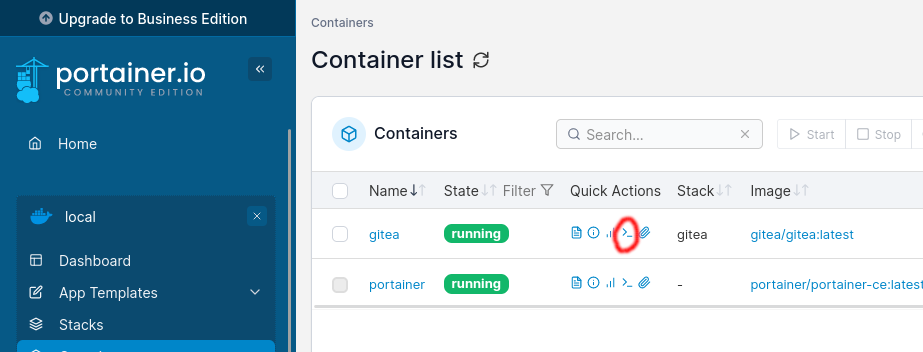 Upgrade to Business Edition
portainer.io
COMMUNITY EDITION
Home
local
Dashboard
App Templates
Stacks
Containers
Container list
Containers
Search...
Start
Stop
Name State Filter Quick Actions Stack Image
gitea running gitea gitea/gitea:latest
portainer running - portainer/portainer-ce:latest